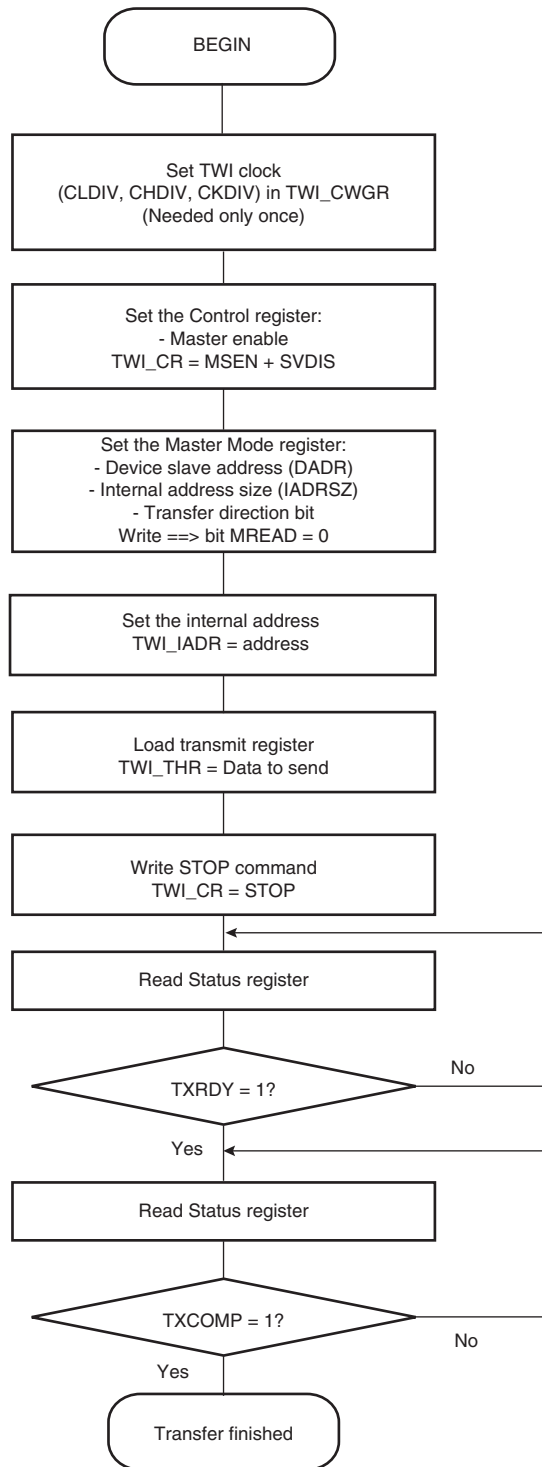 BEGIN
Set TWI clock
(CLDIV, CHDIV, CKDIV) in TWI_CWGR
(Needed only once)
Set the Control register:
- Master enable
TWI_CR = MSEN + SVDIS
Set the Master Mode register:
- Device slave address (DADR)
- Internal address size (IADRSZ)
- Transfer direction bit
Write ==> bit MREAD = 0
Set the internal address
TWI_IADR = address
Load transmit register
TWI_THR = Data to send
Write STOP command
TWI_CR = STOP
Read Status register
No
TXRDY = 1?
Yes
Read Status register
TXCOMP = 1?
No
Yes
Transfer finished